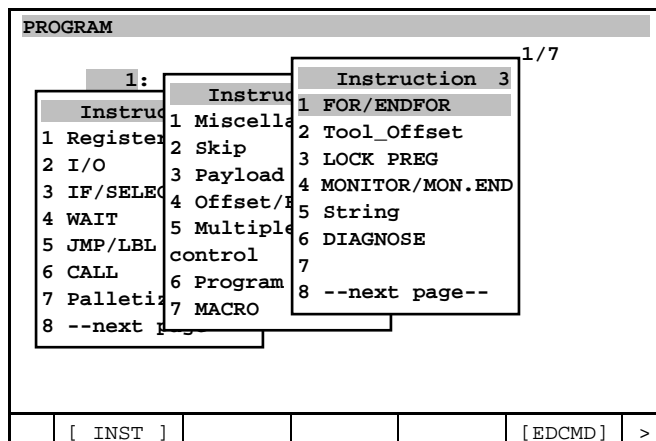 PROGRAM
1/7
1:
Instruc
1 Register
2 I/O
3 IF/SELEC
4 WAIT
5 JMP/LBL
6 CALL
7 Palletiz
8 --next
Instruc
1 Miscella
2 Skip
3 Payload
4 Offset/
5 Multiple
control
6 Program
7 MACRO
Instruction 3
1 FOR/ENDFOR
2 Tool_Offset
3 LOCK PREG
4 MONITOR/MON.END
5 String
6 DIAGNOSE
7
8 --next page--
[ INST ] [EDCMD] >